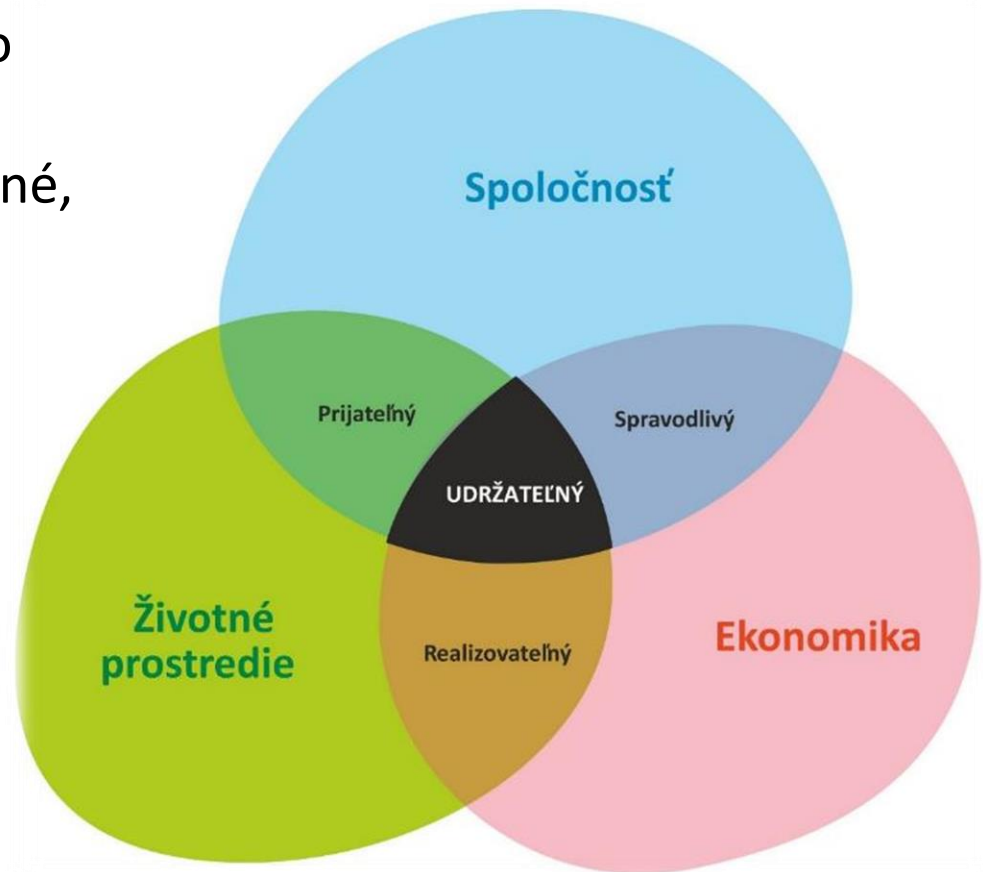 né,
Spoločnosť
Prijateľný
Spravodlivý
UDRŽATEĽNÝ
Životné
prostredie
Realizovateľný
Ekonomika